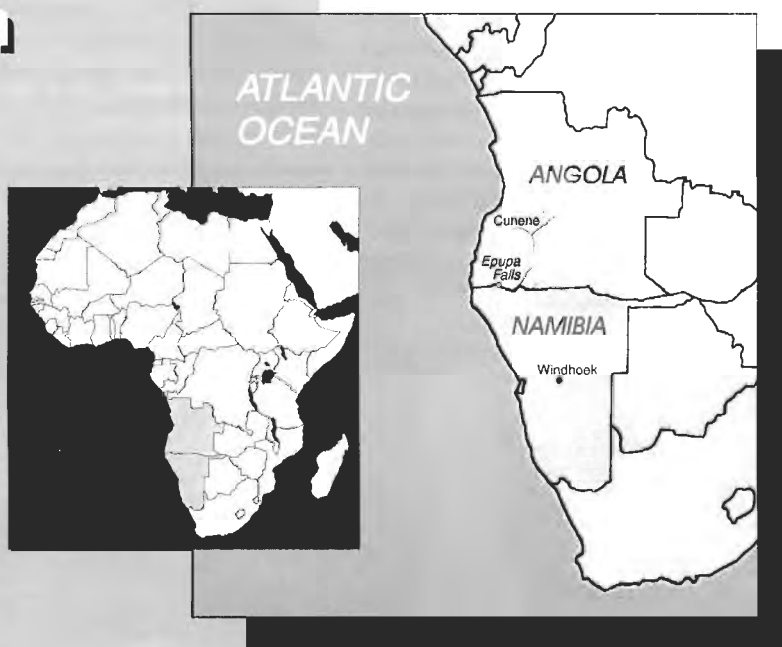 ATLANTIC
OCEAN
ANGOLA
Cunene
Epupa
Falls
NAMIBIA
Windhoek